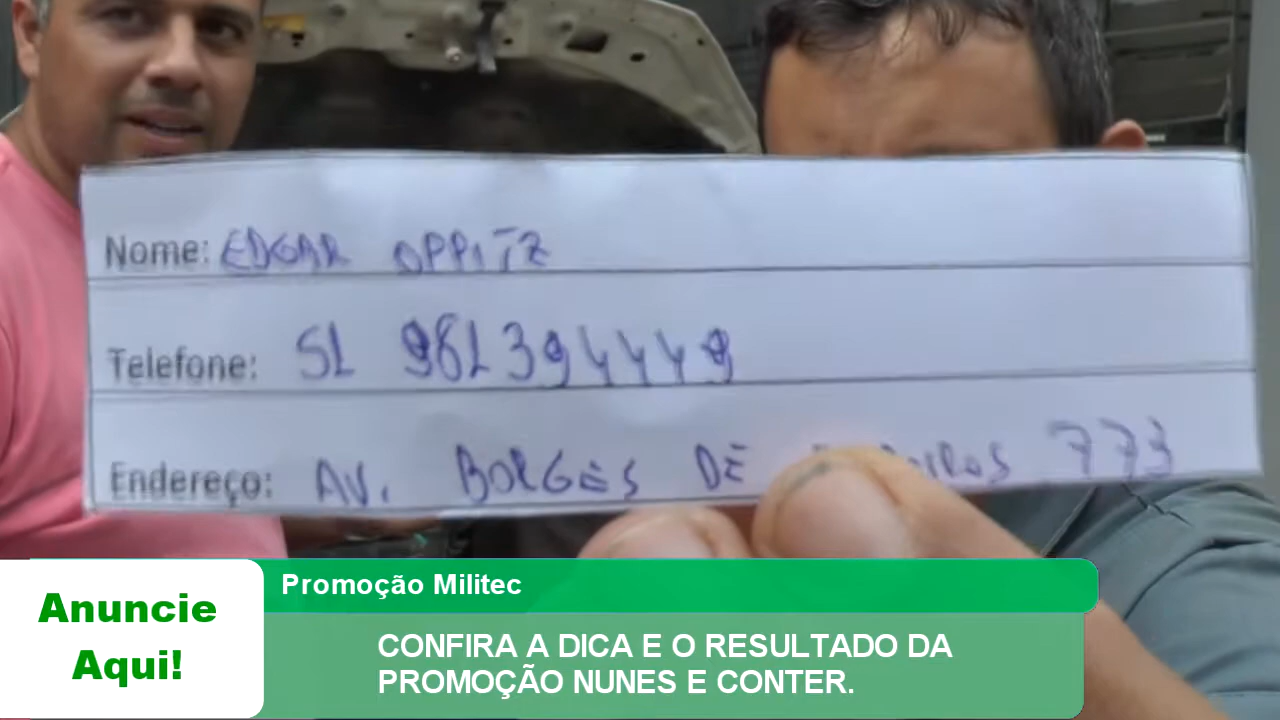 Nome: EDGAR OPPITZ
Telefone: 51 981394449
Endereço: AV. BORGES DE 773
Anuncie
Aqui!
Promoção Militec
CONFIRA A DICA E O RESULTADO DA
PROMOÇÃO NUNES E CONTER.